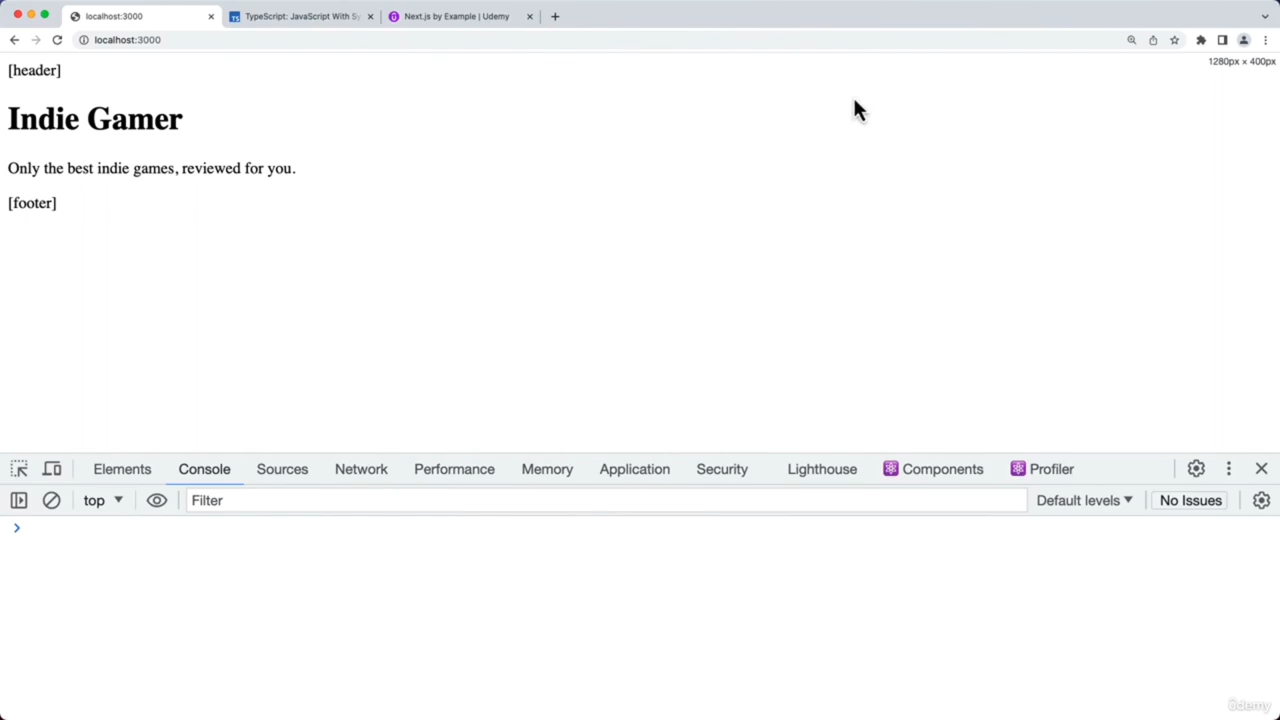 localhost:3000
TypeScript: JavaScript With Sy
Next.js by Example | Udemy
localhost:3000
1280px × 400px
[header]
Indie Gamer
Only the best indie games, reviewed for you.
[footer]
Elements Console Sources Network Performance Memory Application Security Lighthouse Components Profiler
top Filter Default levels No Issues
ûdemy